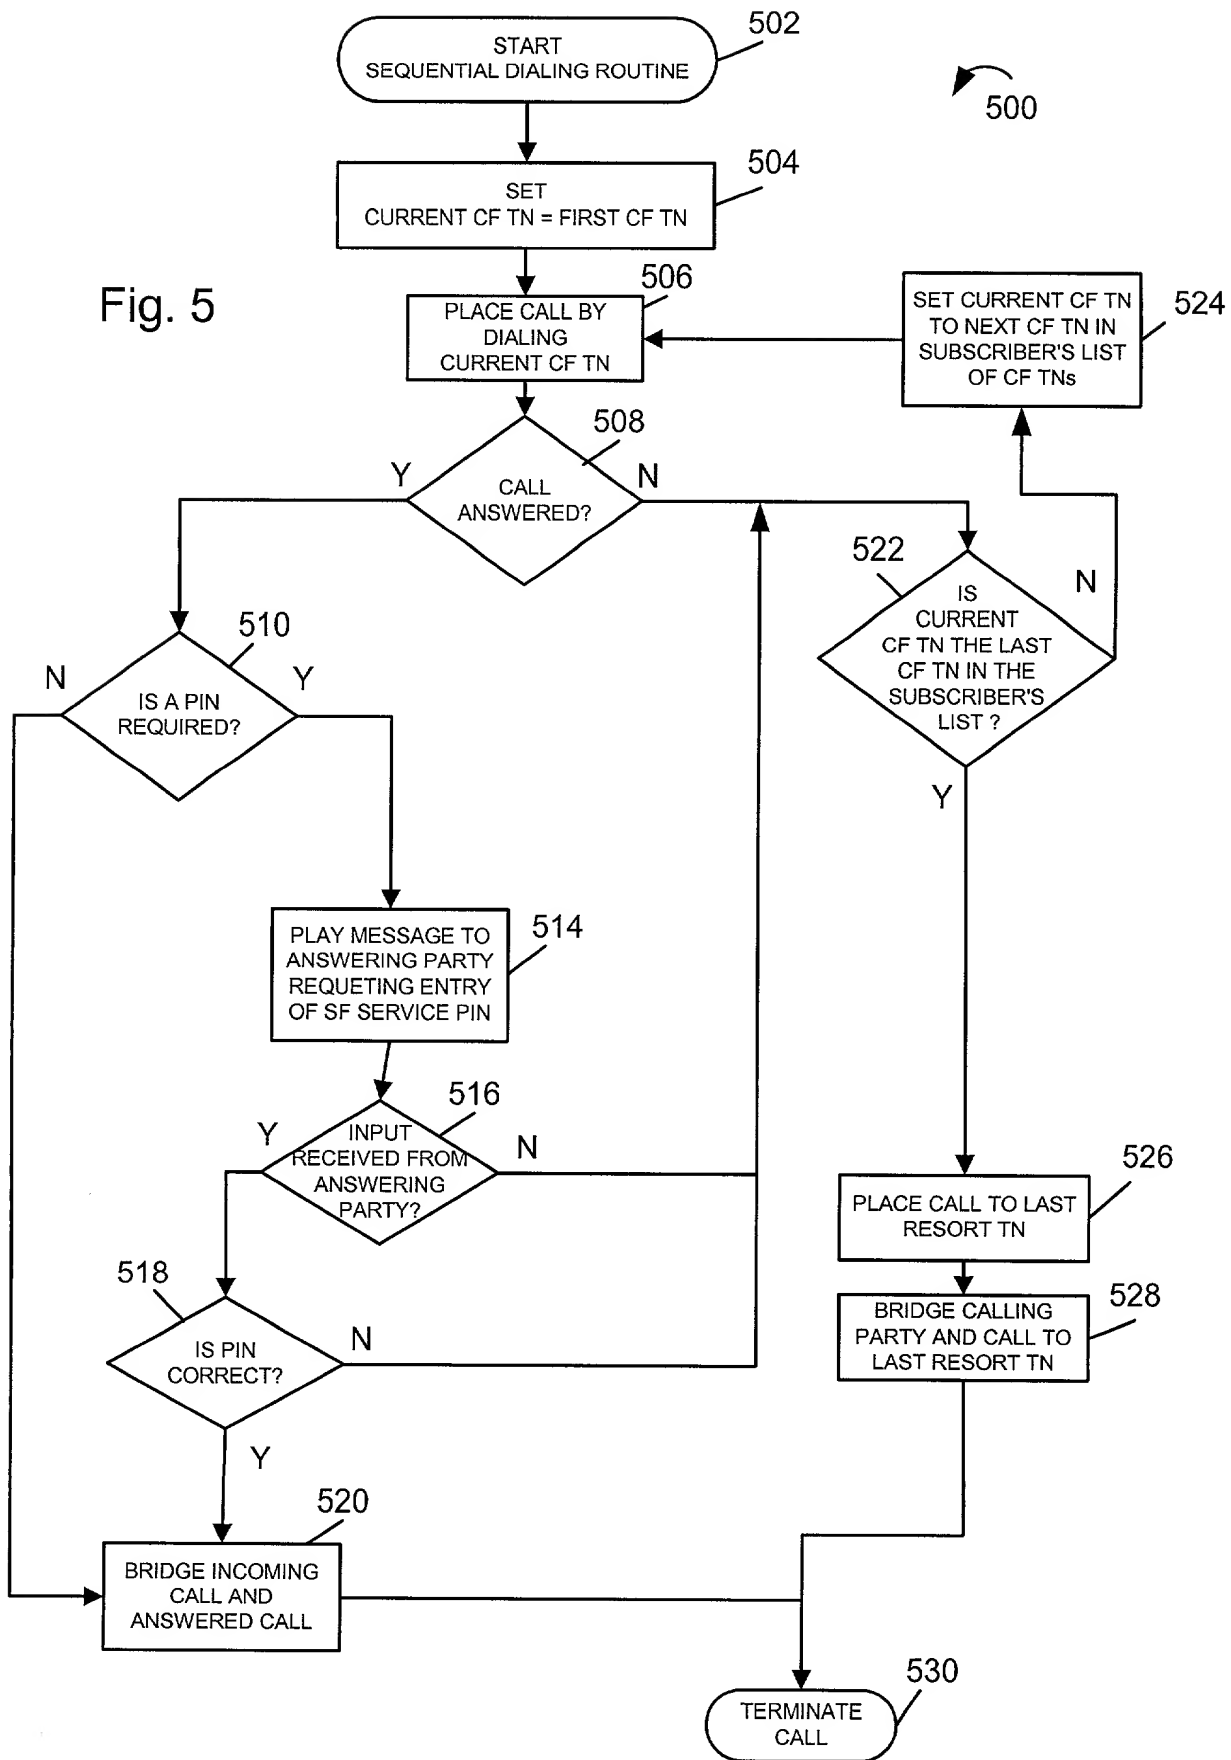 START
SEQUENTIAL DIALING ROUTINE
502
500
SET
CURRENT CF TN = FIRST CF TN
504
Fig. 5
PLACE CALL BY
DIALING
CURRENT CF TN
506
SET CURRENT CF TN
TO NEXT CF TN IN
SUBSCRIBER'S LIST
OF CF TNs
524
CALL
ANSWERED?
508
Y
N
IS
CURRENT
CF TN THE LAST
CF TN IN THE
SUBSCRIBER'S
LIST ?
522
N
Y
IS A PIN
REQUIRED?
510
N
Y
PLAY MESSAGE TO
ANSWERING PARTY
REQUETING ENTRY
OF SF SERVICE PIN
514
INPUT
RECEIVED FROM
ANSWERING
PARTY?
516
Y
N
PLACE CALL TO LAST
RESORT TN
526
IS PIN
CORRECT?
518
N
Y
BRIDGE CALLING
PARTY AND CALL TO
LAST RESORT TN
528
BRIDGE INCOMING
CALL AND
ANSWERED CALL
520
TERMINATE
CALL
530